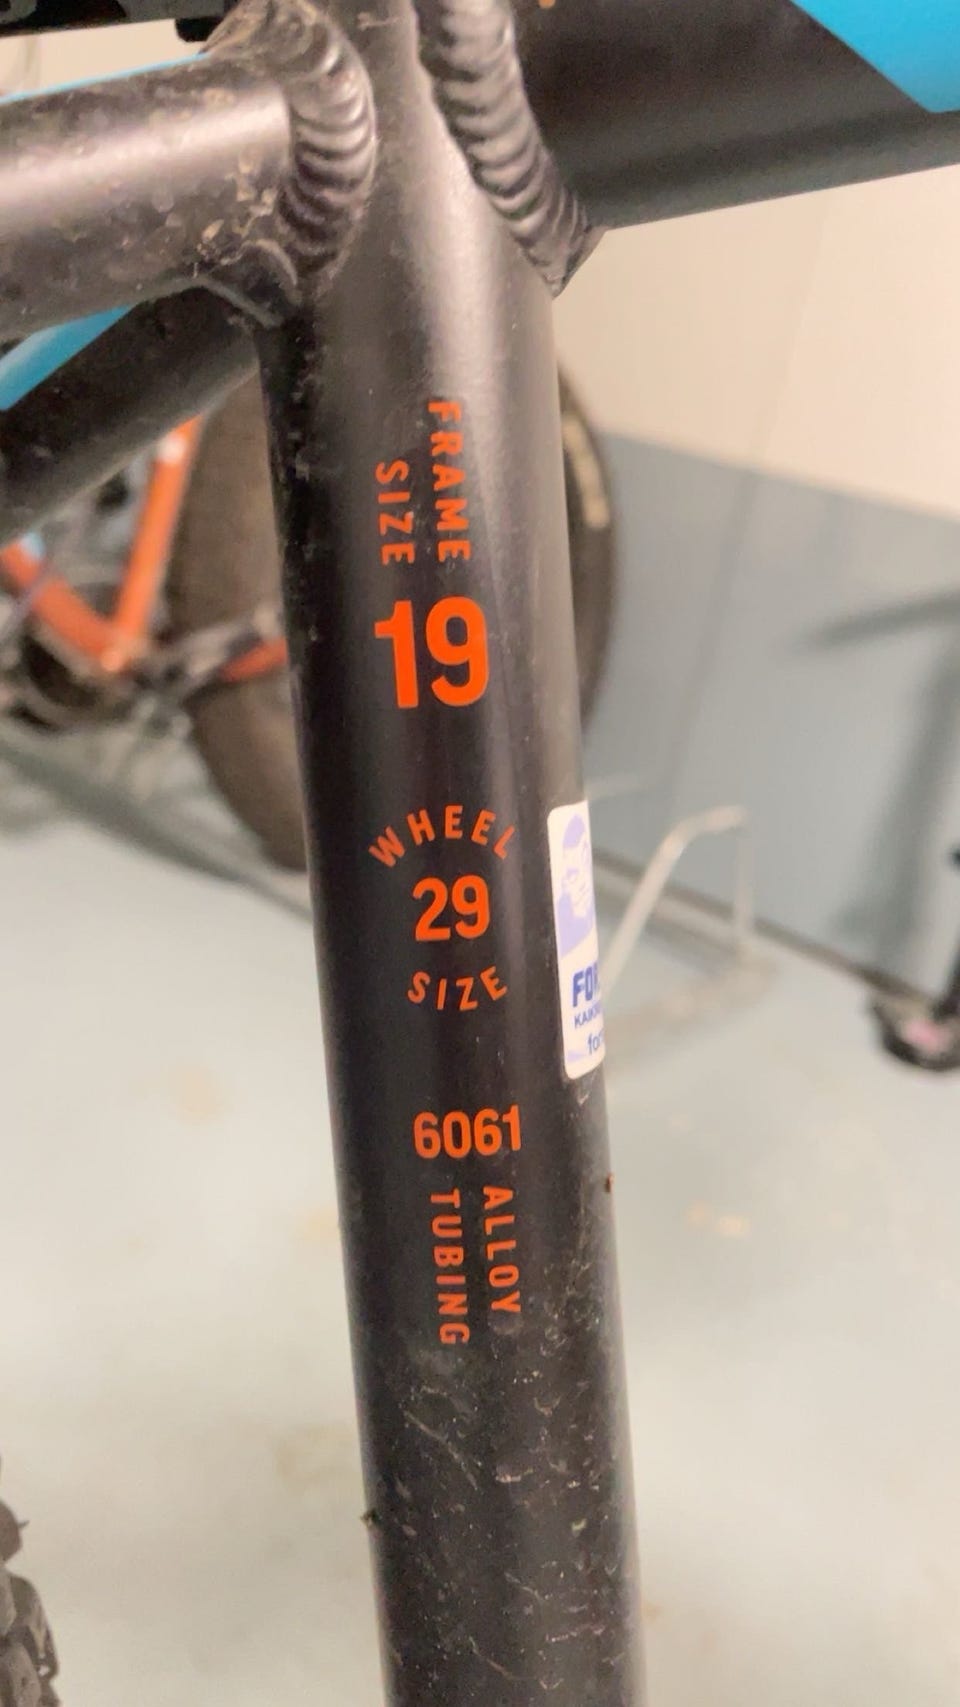 FRAME
SIZE
19
WHEEL
29
SIZE
6061
ALLOY
TUBING